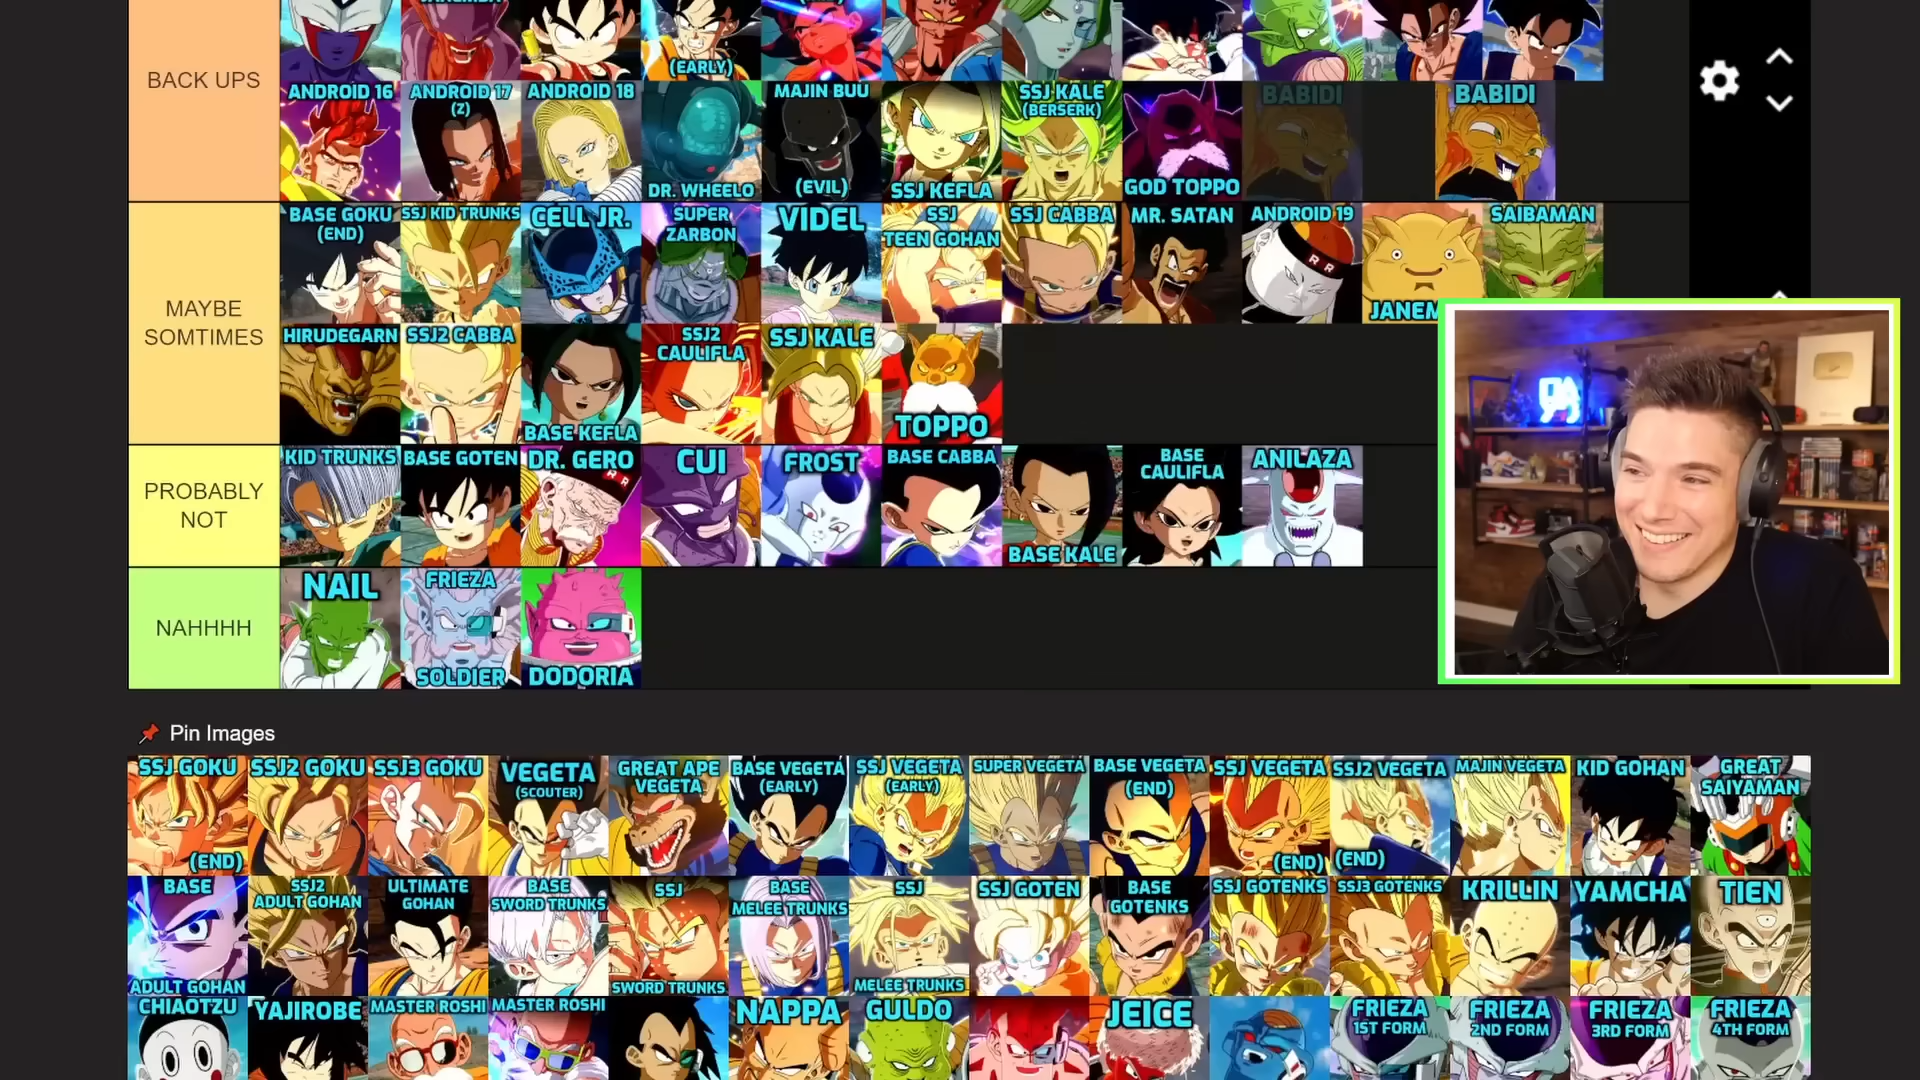 BACK UPS
(EARLY)
ANDROID 16
ANDROID 17
(Z)
ANDROID 18
DR. WHEELO
MAJIN BUU
(EVIL)
SSJ KEFLA
SSJ KALE
(BERSERK)
GOD TOPPO
BABIDI
BABIDI
MAYBE
SOMTIMES
BASE GOKU
(END)
SSJ KID TRUNKS
CELL JR.
SUPER
ZARBON
VIDEL
SSJ
TEEN GOHAN
SSJ CABBA
MR. SATAN
ANDROID 19
JANEM
SAIBAMAN
HIRUDEGARN
SSJ2 CABBA
BASE KEFLA
SSJ2
CAULIFLA
SSJ KALE
TOPPO
PROBABLY
NOT
KID TRUNKS
BASE GOTEN
DR. GERO
CUI
FROST
BASE CABBA
BASE KALE
BASE
CAULIFLA
ANILAZA
NAHHHH
NAIL
FRIEZA
SOLDIER
DODORIA
Pin Images
SSJ GOKU
(END)
SSJ2 GOKU
SSJ3 GOKU
VEGETA
(SCOUTER)
GREAT APE
VEGETA
BASE VEGETA
(EARLY)
SSJ VEGETA
(EARLY)
SUPER VEGETA
BASE VEGETA
(END)
SSJ VEGETA
(END)
SSJ2 VEGETA
(END)
MAJIN VEGETA
KID GOHAN
GREAT
SAIYAMAN
BASE
ADULT GOHAN
SSJ2
ADULT GOHAN
ULTIMATE
GOHAN
BASE
SWORD TRUNKS
SSJ
SWORD TRUNKS
BASE
MELEE TRUNKS
SSJ
MELEE TRUNKS
SSJ GOTEN
BASE
GOTENKS
SSJ GOTENKS
SSJ3 GOTENKS
KRILLIN
YAMCHA
TIEN
CHIAOTZU
YAJIROBE
MASTER ROSHI
MASTER ROSHI
NAPPA
GULDO
JEICE
FRIEZA
1ST FORM
FRIEZA
2ND FORM
FRIEZA
3RD FORM
FRIEZA
4TH FORM